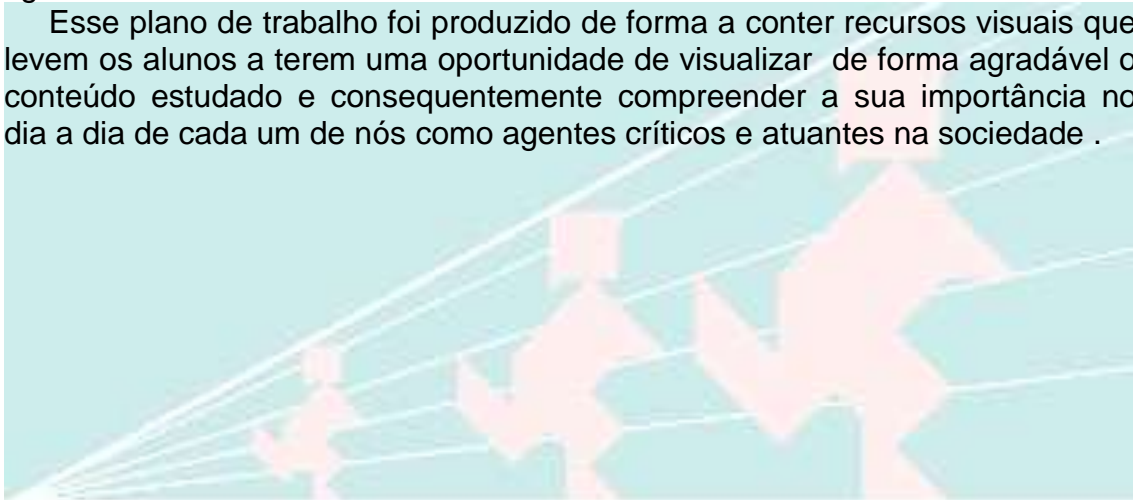 Esse plano de trabalho foi produzido de forma a conter recursos visuais que
levem os alunos a terem uma oportunidade de visualizar de forma agradável o
conteúdo estudado e consequentemente compreender a sua importância no
dia a dia de cada um de nós como agentes críticos e atuantes na sociedade .